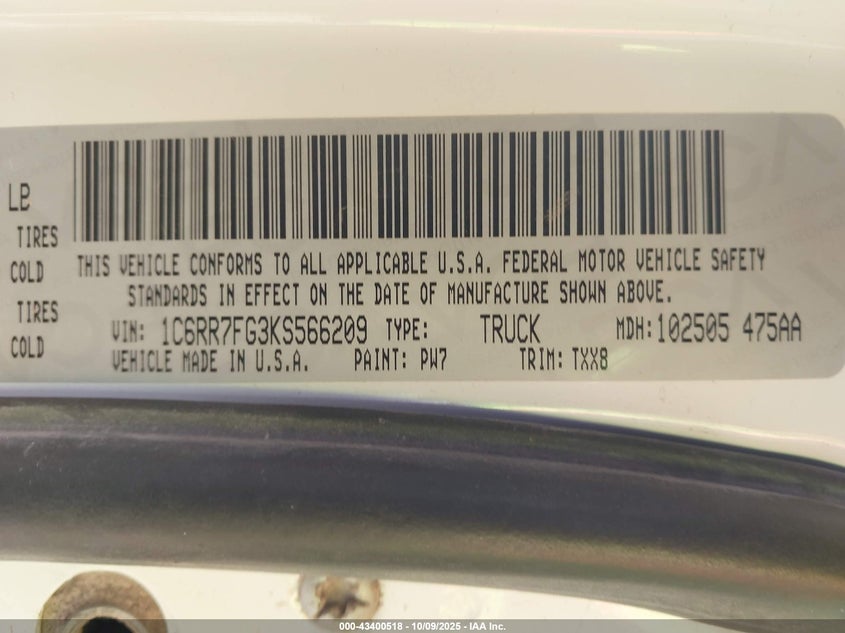 LB
TIRES
COLD
TIRES
COLD
THIS VEHICLE CONFORMS TO ALL APPLICABLE U.S.A. FEDERAL MOTOR VEHICLE SAFETY
STANDARDS IN EFFECT ON THE DATE OF MANUFACTURE SHOWN ABOVE.
VIN: 1C6RR7FG3KS566209 TYPE: TRUCK MDH:102505 475AA
VEHICLE MADE IN U.S.A. PAINT: PW7 TRIM: TXX8
000-43400518 - 10/09/2025 - IAA Inc.